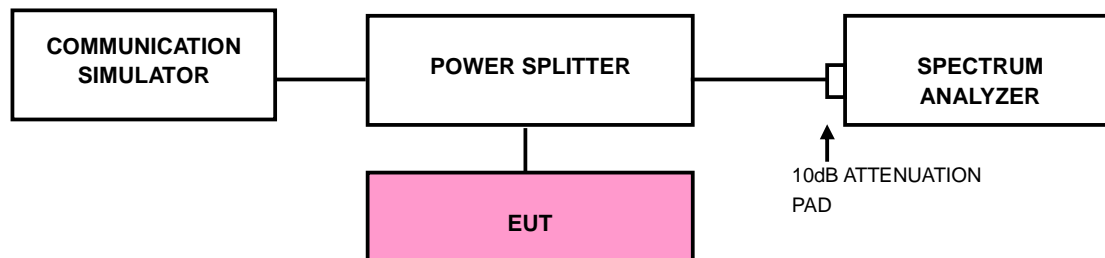 COMMUNICATION
SIMULATOR
POWER SPLITTER
SPECTRUM
ANALYZER
10dB ATTENUATION
PAD
EUT